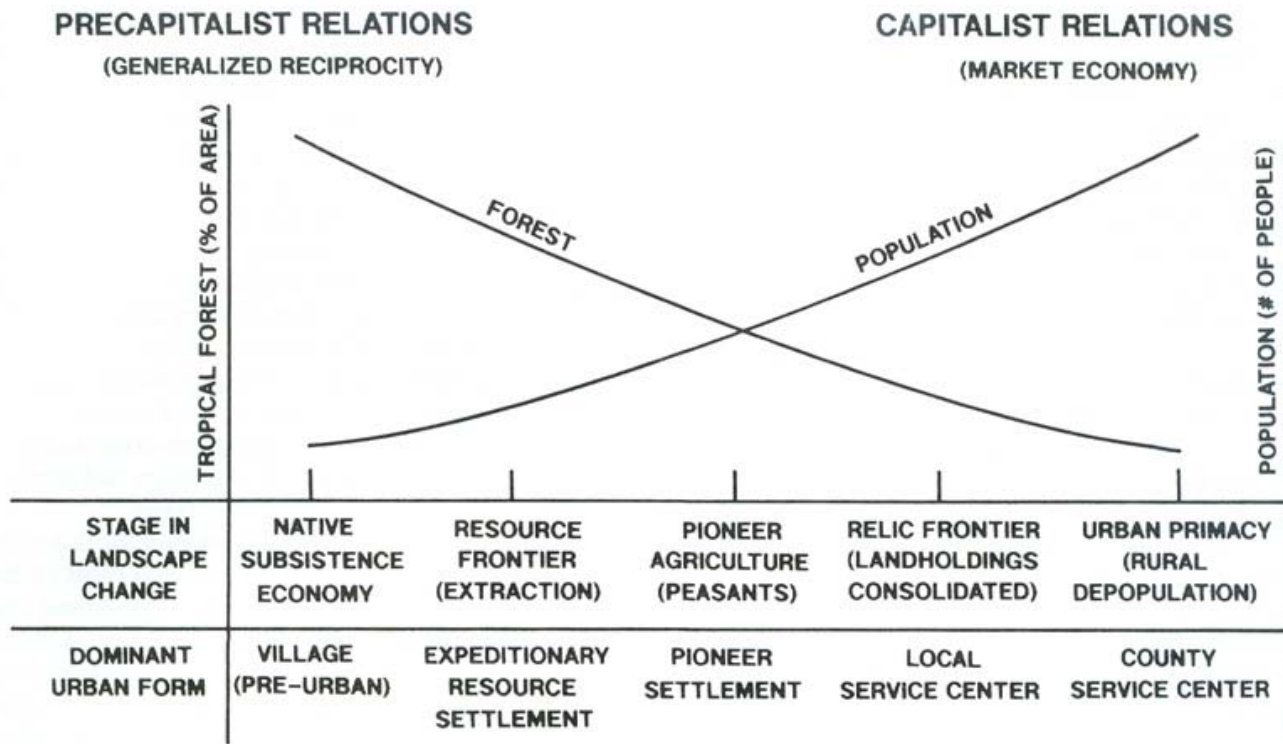 PRECAPITALIST RELATIONS
(GENERALIZED RECIPROCITY)
CAPITALIST RELATIONS
(MARKET ECONOMY)
TROPICAL FOREST (% OF AREA)
FOREST
POPULATION
POPULATION (# OF PEOPLE)
STAGE IN
LANDSCAPE
CHANGE
NATIVE
SUBSISTENCE
ECONOMY
RESOURCE
FRONTIER
(EXTRACTION)
PIONEER
AGRICULTURE
(PEASANTS)
RELIC FRONTIER
(LANDHOLDINGS
CONSOLIDATED)
URBAN PRIMACY
(RURAL
DEPOPULATION)
DOMINANT
URBAN FORM
VILLAGE
(PRE-URBAN)
EXPEDITIONARY
RESOURCE
SETTLEMENT
PIONEER
SETTLEMENT
LOCAL
SERVICE CENTER
COUNTY
SERVICE CENTER